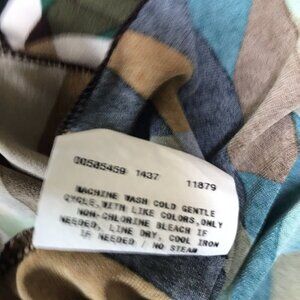 00585459 1437 11879
MACHINE WASH COLD GENTLE
CYCLE, WITH LIKE COLORS, ONLY
NON-CHLORINE BLEACH IF
NEEDED, LINE DRY, COOL IRON
IF NEEDED / NO STEAM